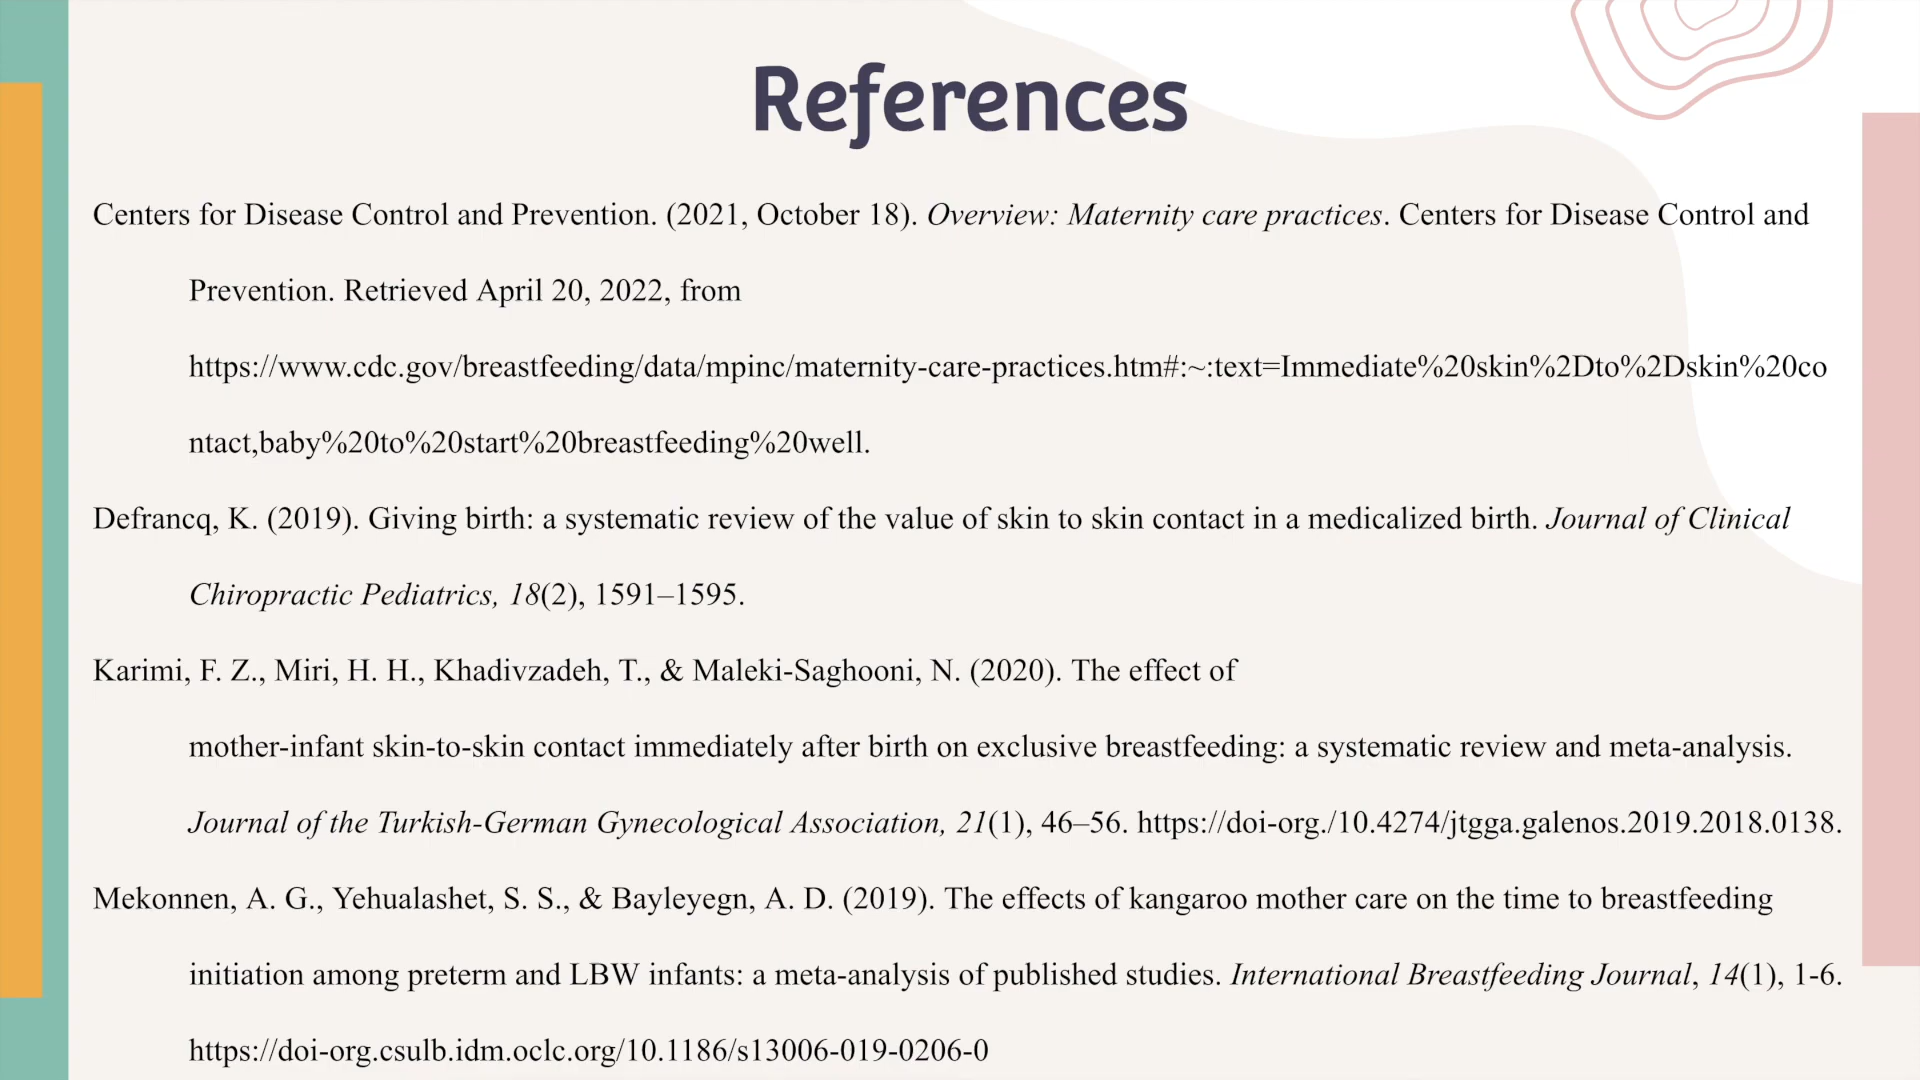 References
Centers for Disease Control and Prevention. (2021, October 18). Overview: Maternity care practices. Centers for Disease Control and
Prevention. Retrieved April 20, 2022, from
https://www.cdc.gov/breastfeeding/data/mpinc/maternity-care-practices.htm#:~:text=Immediate%20skin%2Dto%2Dskin%20co
ntact,baby%20to%20start%20breastfeeding%20well.
Defrancq, K. (2019). Giving birth: a systematic review of the value of skin to skin contact in a medicalized birth. Journal of Clinical
Chiropractic Pediatrics, 18(2), 1591–1595.
Karimi, F. Z., Miri, H. H., Khadivzadeh, T., & Maleki-Saghooni, N. (2020). The effect of
mother-infant skin-to-skin contact immediately after birth on exclusive breastfeeding: a systematic review and meta-analysis.
Journal of the Turkish-German Gynecological Association, 21(1), 46–56. https://doi-org./10.4274/jtgga.galenos.2019.2018.0138.
Mekonnen, A. G., Yehualashet, S. S., & Bayleyegn, A. D. (2019). The effects of kangaroo mother care on the time to breastfeeding
initiation among preterm and LBW infants: a meta-analysis of published studies. International Breastfeeding Journal, 14(1), 1-6.
https://doi-org.csulb.idm.oclc.org/10.1186/s13006-019-0206-0